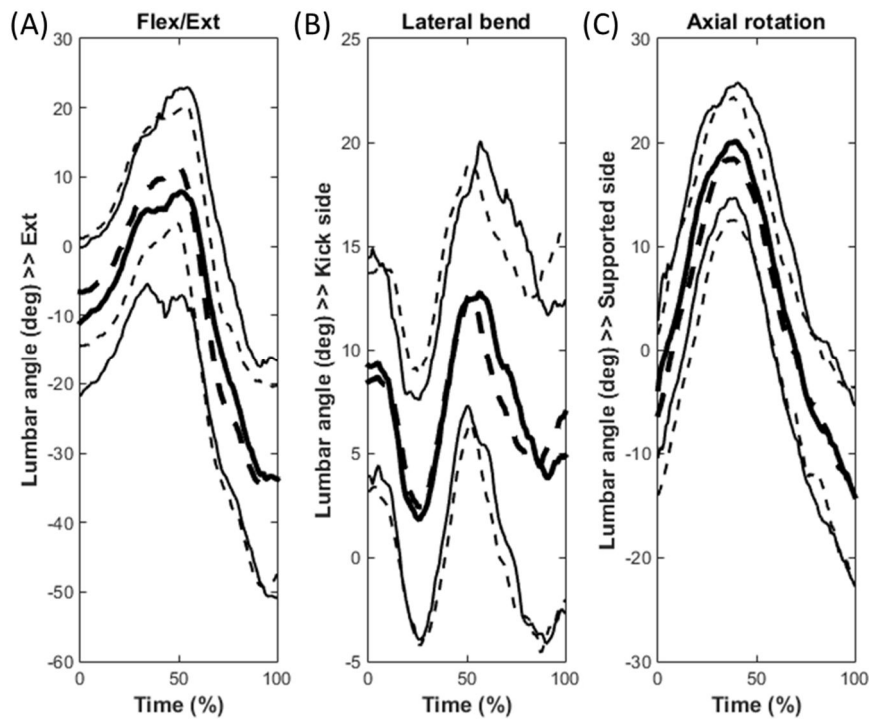 (A) Flex/Ext
(B) Lateral bend
(C) Axial rotation
Lumbar angle (deg) >> Ext
30
20
10
0
-10
-20
-30
-40
-50
-60
0 50 100
Time (%)
Lumbar angle (deg) >> Kick side
25
20
15
10
5
0
-5
0 50 100
Time (%)
Lumbar angle (deg) >> Supported side
30
20
10
0
-10
-20
-30
0 50 100
Time (%)